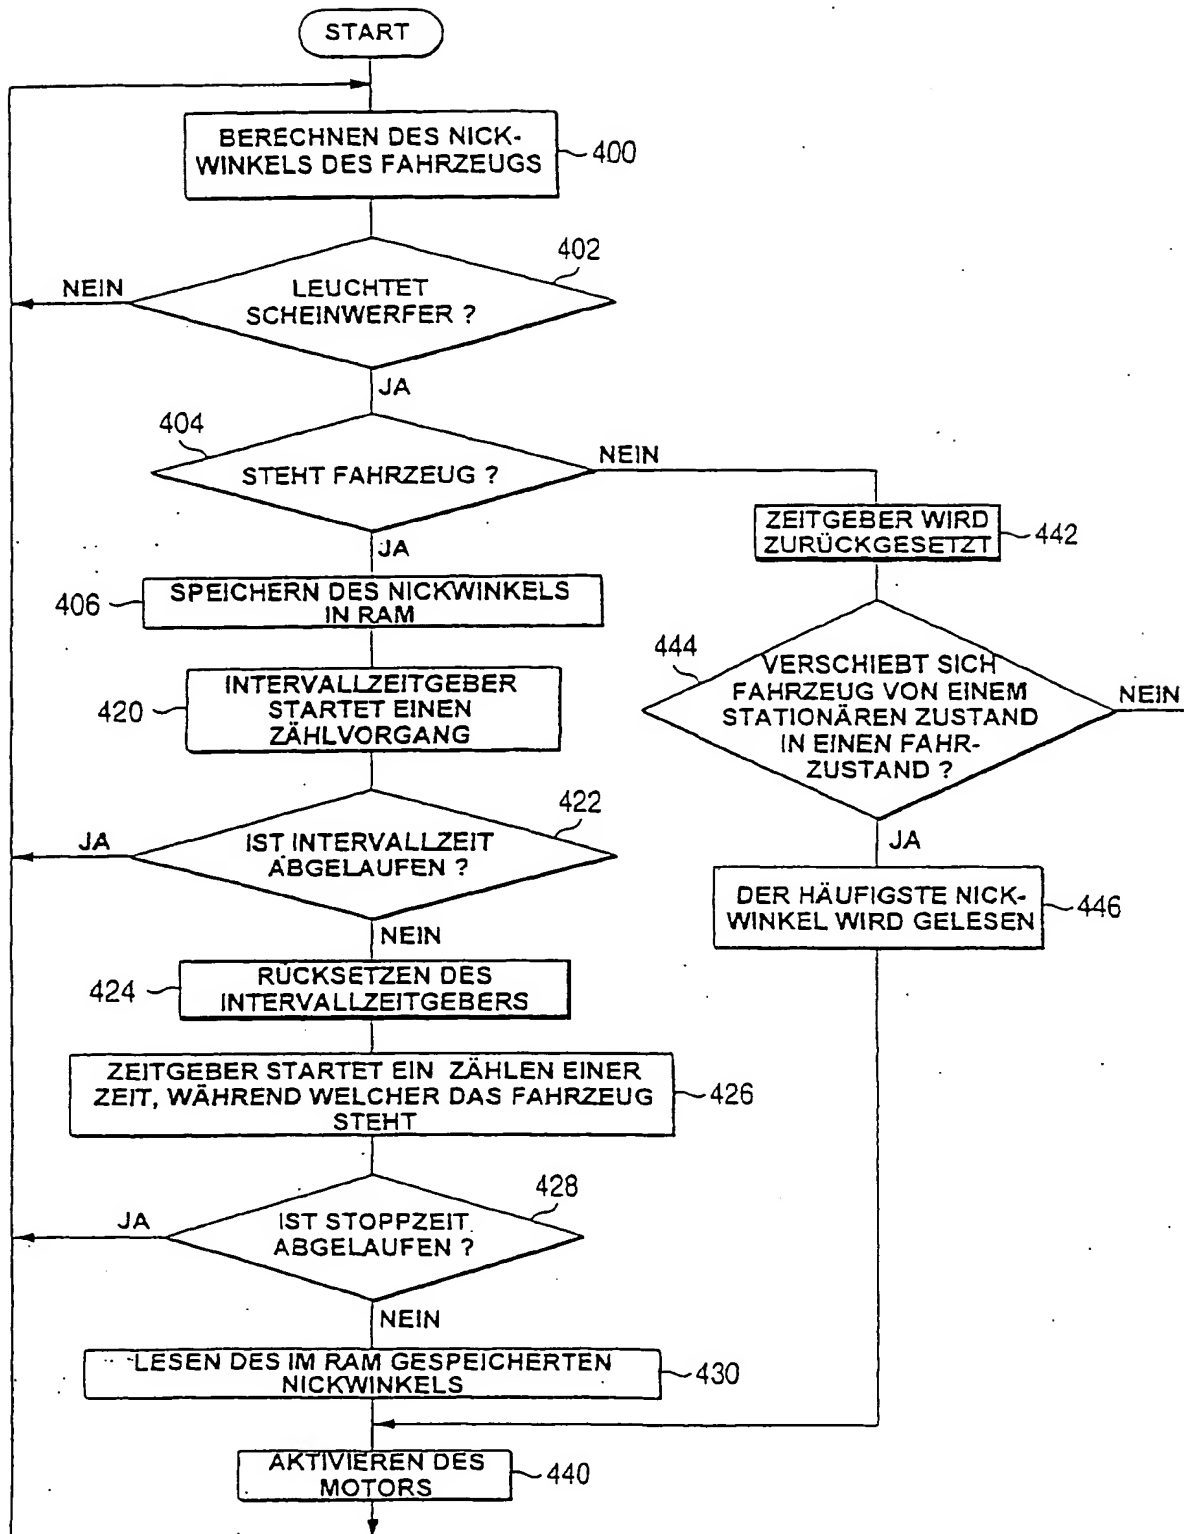 START
BERECHNEN DES NICK-
WINKELS DES FAHRZEUGS
400
402
NEIN
LEUCHTET
SCHEINWERFER ?
JA
404
STEHT FAHRZEUG ?
NEIN
JA
ZEITGEBER WIRD
ZURÜCKGESETZT
442
406
SPEICHERN DES NICKWINKELS
IN RAM
444
VERSCHIEBT SICH
FAHRZEUG VON EINEM
STATIONÄREN ZUSTAND
IN EINEN FAHR-
ZUSTAND ?
NEIN
420
INTERVALLZEITGEBER
STARTET EINEN
ZÄHLVORGANG
422
JA
IST INTERVALLZEIT
ABGELAUFEN ?
JA
NEIN
DER HÄUFIGSTE NICK-
WINKEL WIRD GELESEN
446
424
RÜCKSETZEN DES
INTERVALLZEITGEBERS
ZEITGEBER STARTET EIN ZÄHLEN EINER
ZEIT, WÄHREND WELCHER DAS FAHRZEUG
STEHT
426
428
JA
IST STOPPZEIT
ABGELAUFEN ?
NEIN
LESEN DES IM RAM GESPEICHERTEN
NICKWINKELS
430
AKTIVIEREN DES
MOTORS
440